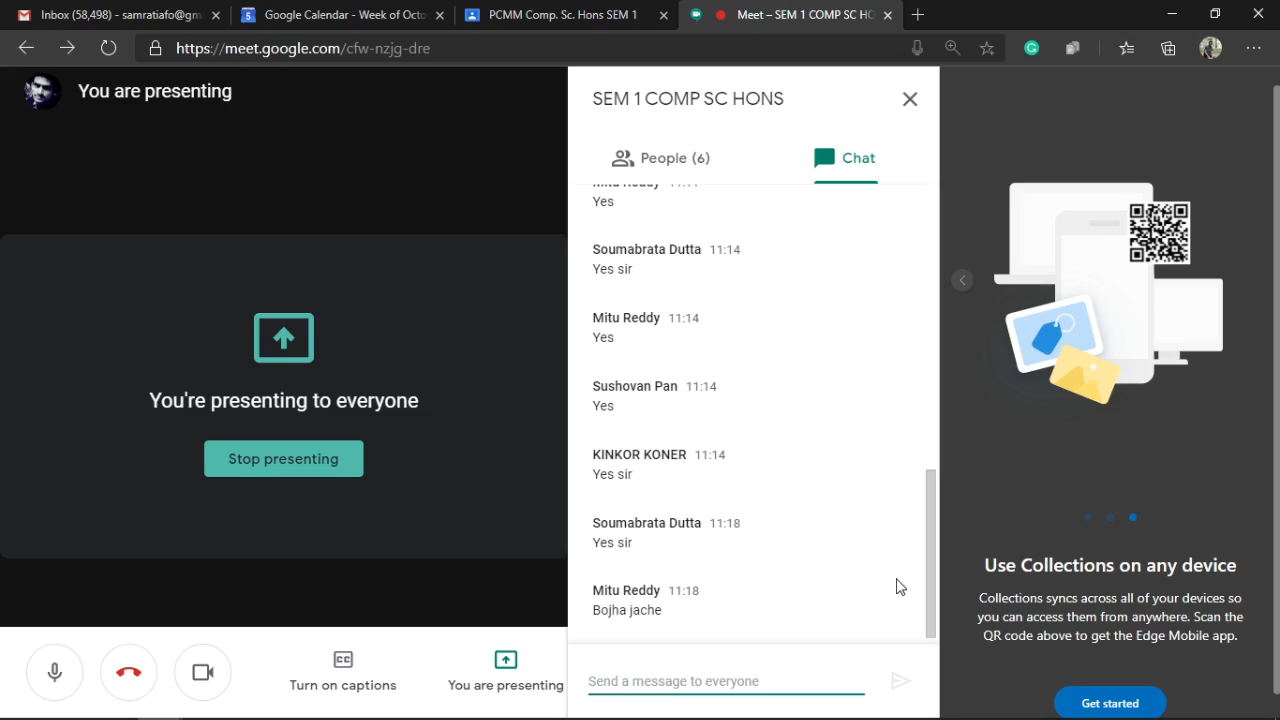 Inbox (58,498) - samratiafo@gm
Google Calendar - Week of Octo
PCMM Comp. Sc. Hons SEM 1
Meet – SEM 1 COMP SC HO
https://meet.google.com/cfw-nzjg-dre
You are presenting
You're presenting to everyone
Stop presenting
Turn on captions
You are presenting
SEM 1 COMP SC HONS
People (6)
Chat
Yes
Soumabrata Dutta 11:14
Yes sir
Mitu Reddy 11:14
Yes
Sushovan Pan 11:14
Yes
KINKOR KONER 11:14
Yes sir
Soumabrata Dutta 11:18
Yes sir
Mitu Reddy 11:18
Bojha jache
Send a message to everyone
Use Collections on any device
Collections syncs across all of your devices so
you can access them from anywhere. Scan the
QR code above to get the Edge Mobile app.
Get started